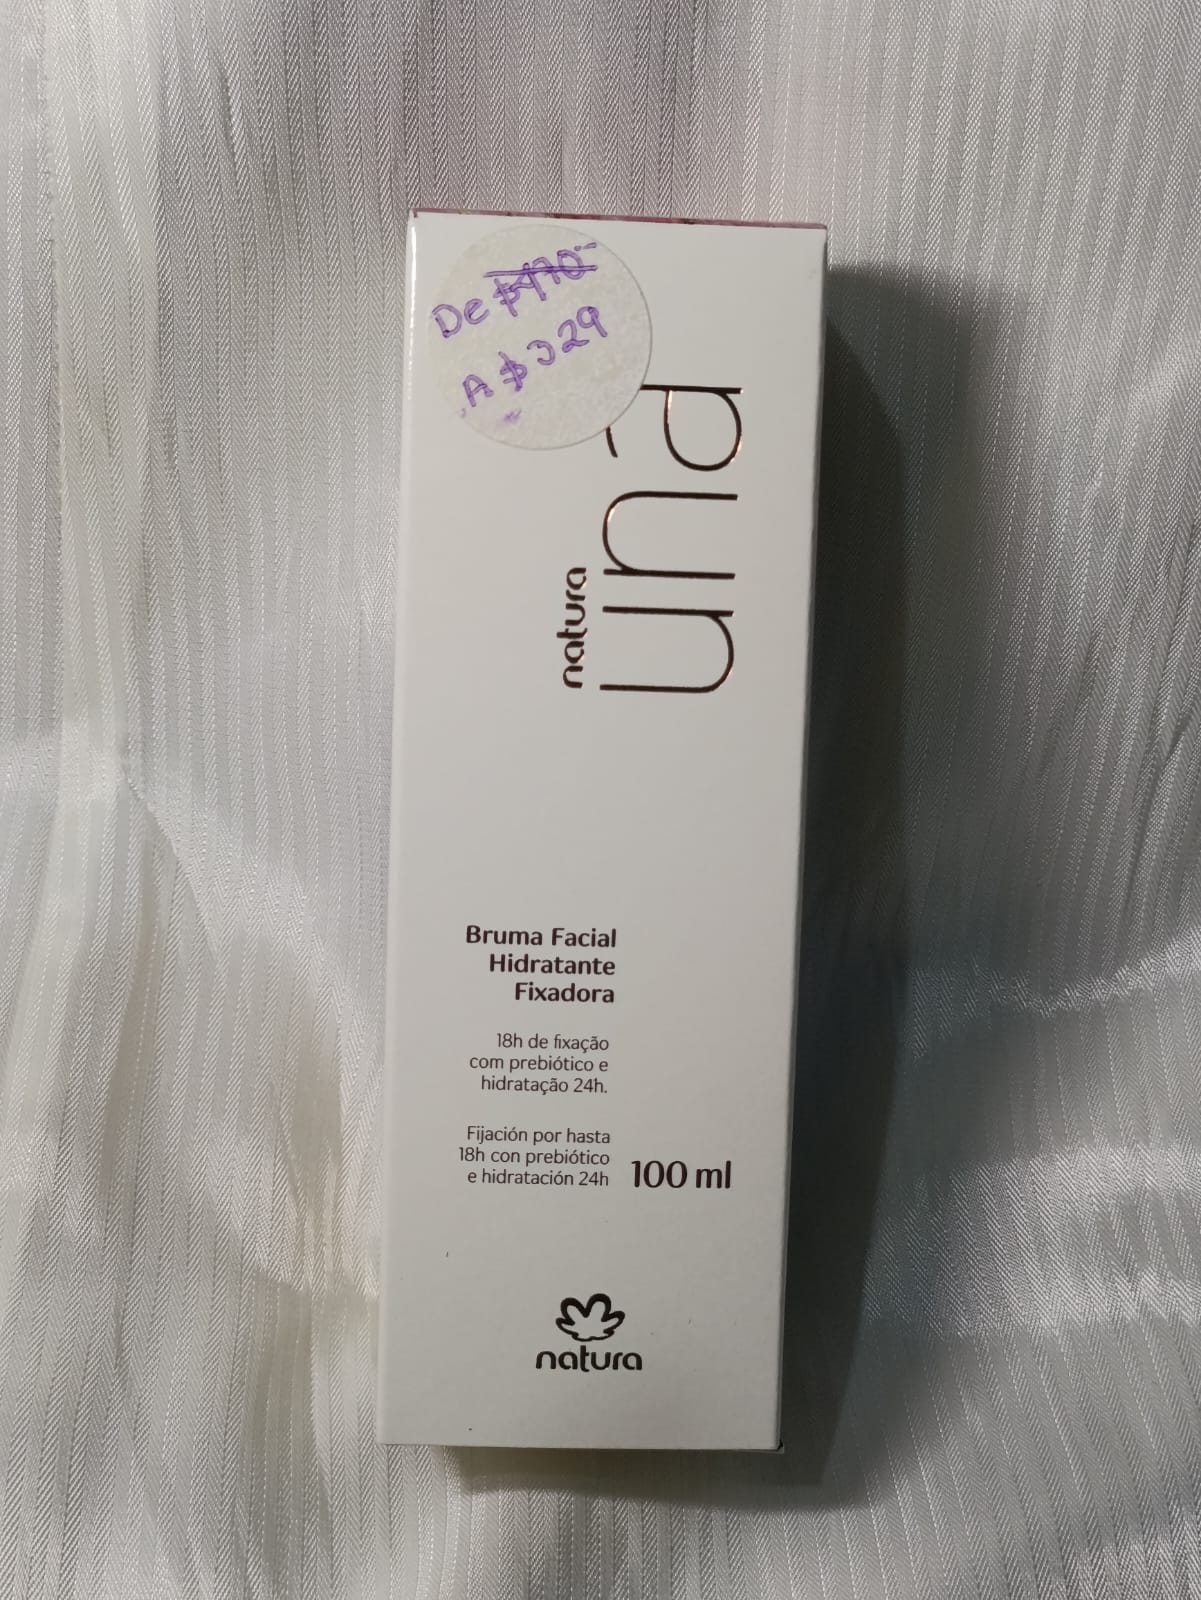 De $470
A $329
natura
una
Bruma Facial
Hidratante
Fixadora
18h de fixação
com prebiótico e
hidratação 24h.
Fijación por hasta
18h con prebiótico
e hidratación 24h
100 ml
natura